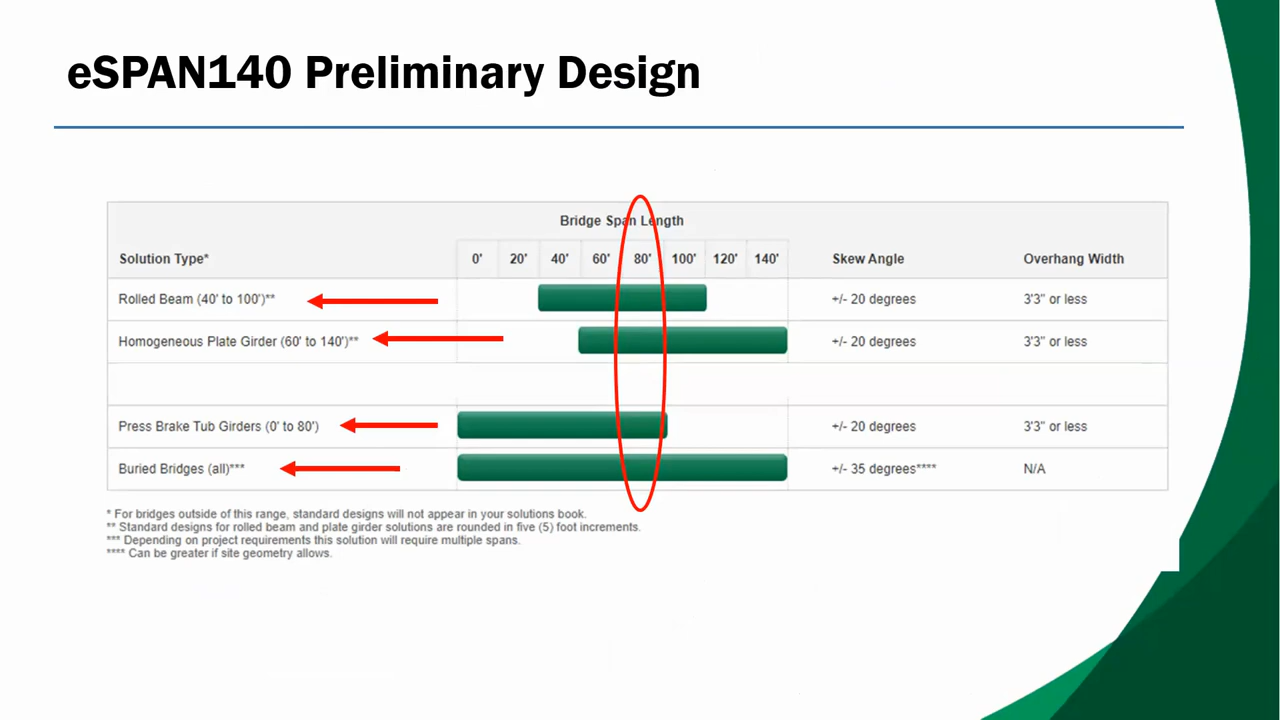 eSPAN140 Preliminary Design
Bridge Span Length
Solution Type* 0' 20' 40' 60' 80' 100' 120' 140' Skew Angle Overhang Width
Rolled Beam (40' to 100')** +/- 20 degrees 3'3" or less
Homogeneous Plate Girder (60' to 140')** +/- 20 degrees 3'3" or less
Press Brake Tub Girders (0' to 80') +/- 20 degrees 3'3" or less
Buried Bridges (all)*** +/- 35 degrees**** N/A
* For bridges outside of this range, standard designs will not appear in your solutions book.
** Standard designs for rolled beam and plate girder solutions are rounded in five (5) foot increments.
*** Depending on project requirements this solution will require multiple spans.
**** Can be greater if site geometry allows.